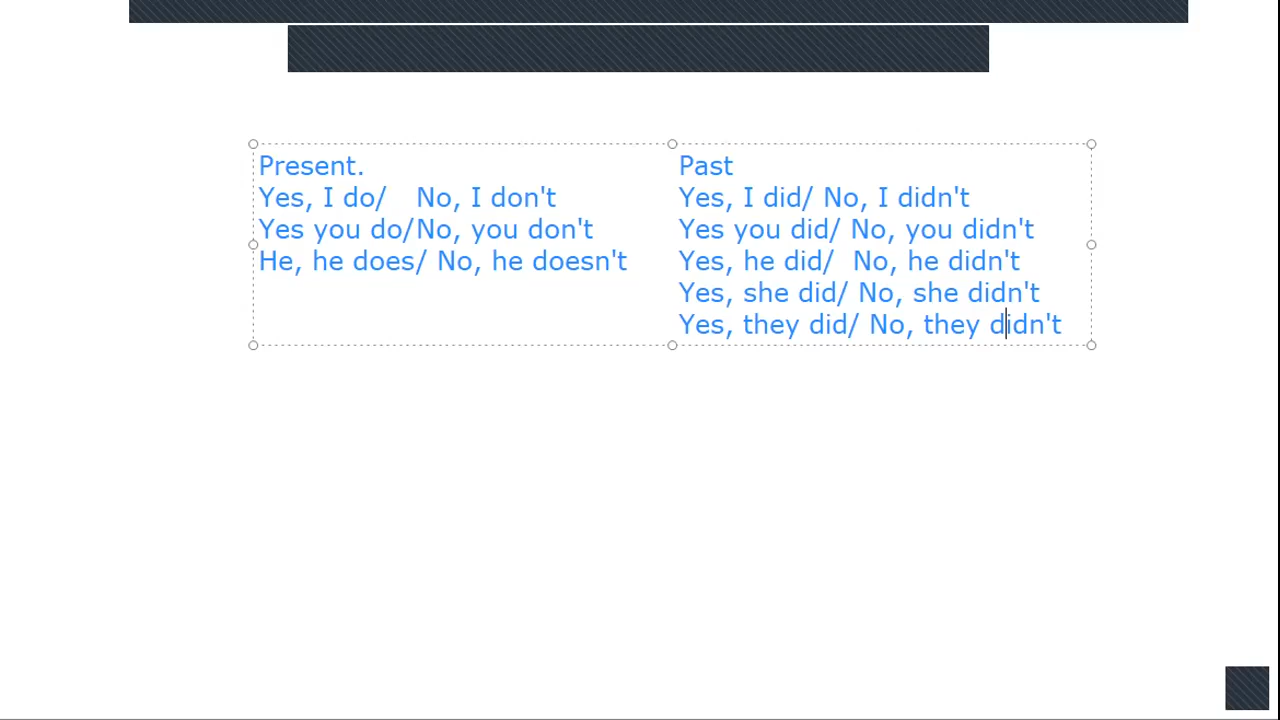 Present.
Yes, I do/ No, I don't
Yes you do/No, you don't
He, he does/ No, he doesn't
Past
Yes, I did/ No, I didn't
Yes you did/ No, you didn't
Yes, he did/ No, he didn't
Yes, she did/ No, she didn't
Yes, they did/ No, they didn't